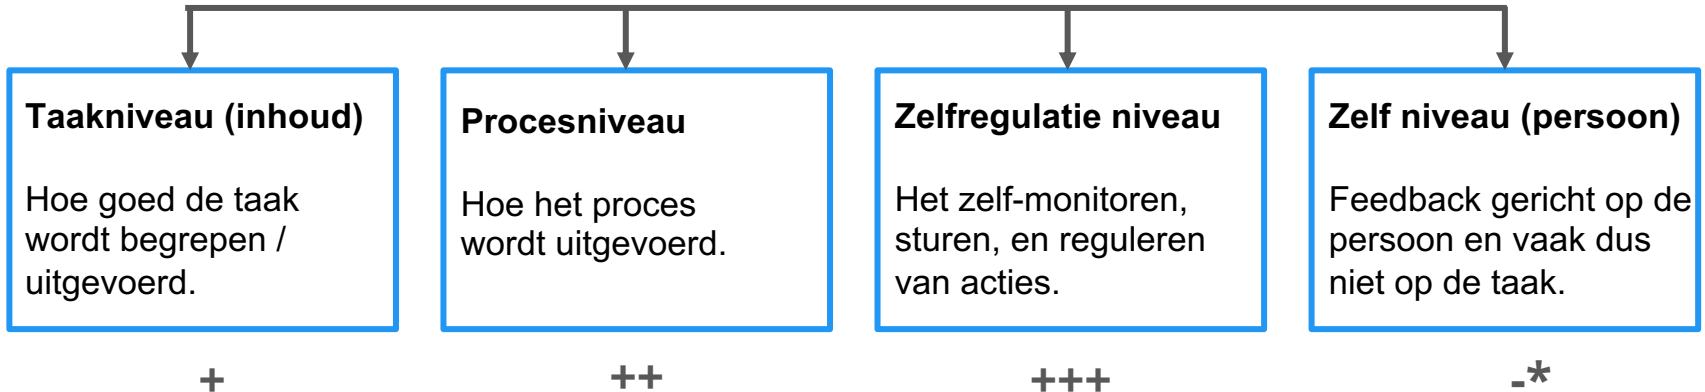 Taakniveau (inhoud)
Hoe goed de taak
wordt begrepen /
uitgevoerd.
+
Procesniveau
Hoe het proces
wordt uitgevoerd.
++
Zelfregulatie niveau
Het zelf-monitoren,
sturen, en reguleren
van acties.
+++
Zelf niveau (persoon)
Feedback gericht op de
persoon en vaak dus
niet op de taak.
-*